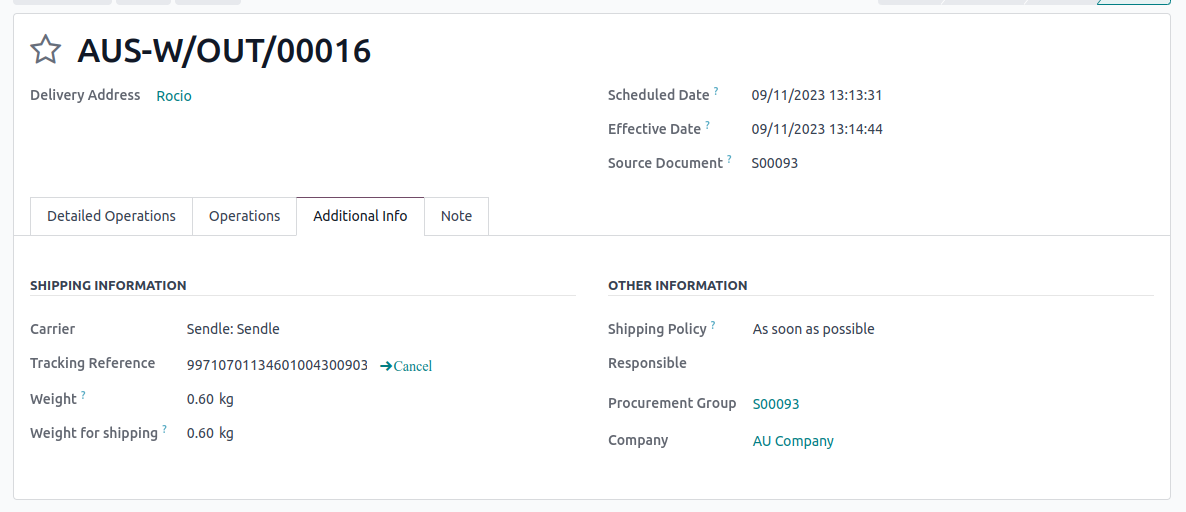 AUS-W/OUT/00016
Delivery Address Rocio
Scheduled Date ? 09/11/2023 13:13:31
Effective Date ? 09/11/2023 13:14:44
Source Document ? S00093
Detailed Operations Operations Additional Info Note
SHIPPING INFORMATION
Carrier Sendle: Sendle
Tracking Reference 99710701134601004300903 Cancel
Weight ? 0.60 kg
Weight for shipping ? 0.60 kg
OTHER INFORMATION
Shipping Policy ? As soon as possible
Responsible
Procurement Group S00093
Company AU Company